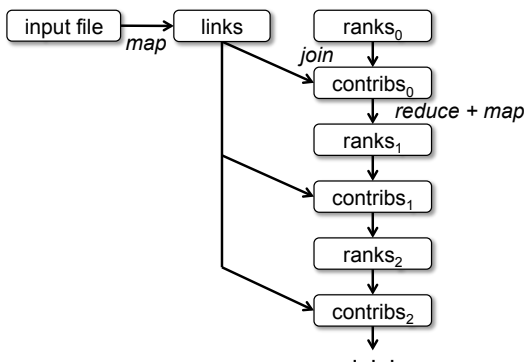 input file
map
links
ranks₀
join
contribs₀
reduce + map
ranks₁
contribs₁
ranks₂
contribs₂
. . .